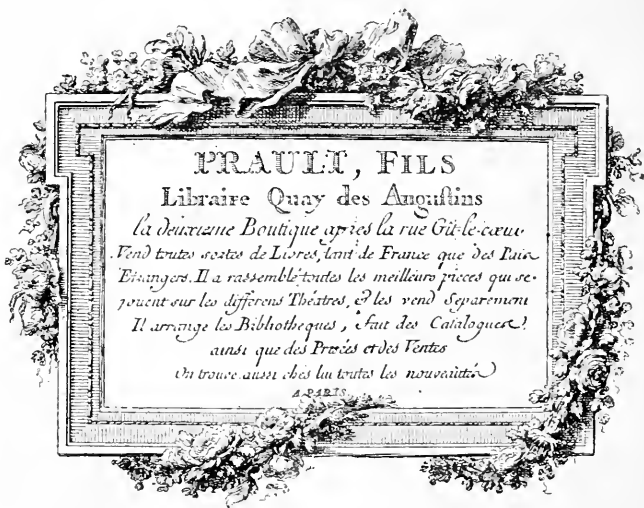 PRAULT, FILS
Libraire Quay des Augustins
la deuxieme Boutique après la rue Gît-le-cœur
Vend toutes sortes de Livres, tant de France que des Païs
Etrangers. Il a rassemblé toutes les meilleurs pieces qui se
jouent sur les differens Théatres, & les vend Separement
Il arrange les Bibliotheques, fait des Catalogues,
ainsi que des Prisées et des Ventes
On trouve aussi chés lui toutes les nouveautés
A PARIS